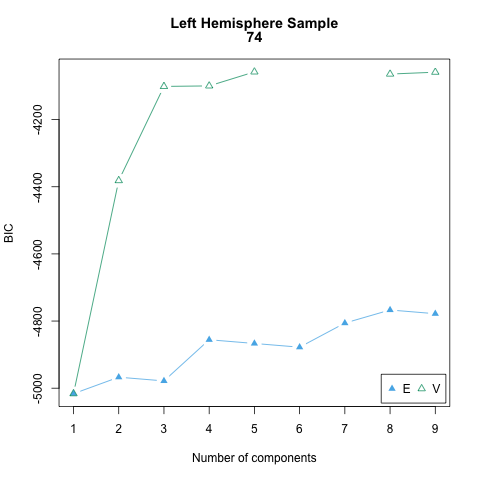 Left Hemisphere Sample
74
BIC
-4200
-4400
-4600
-4800
-5000
E V
1 2 3 4 5 6 7 8 9
Number of components